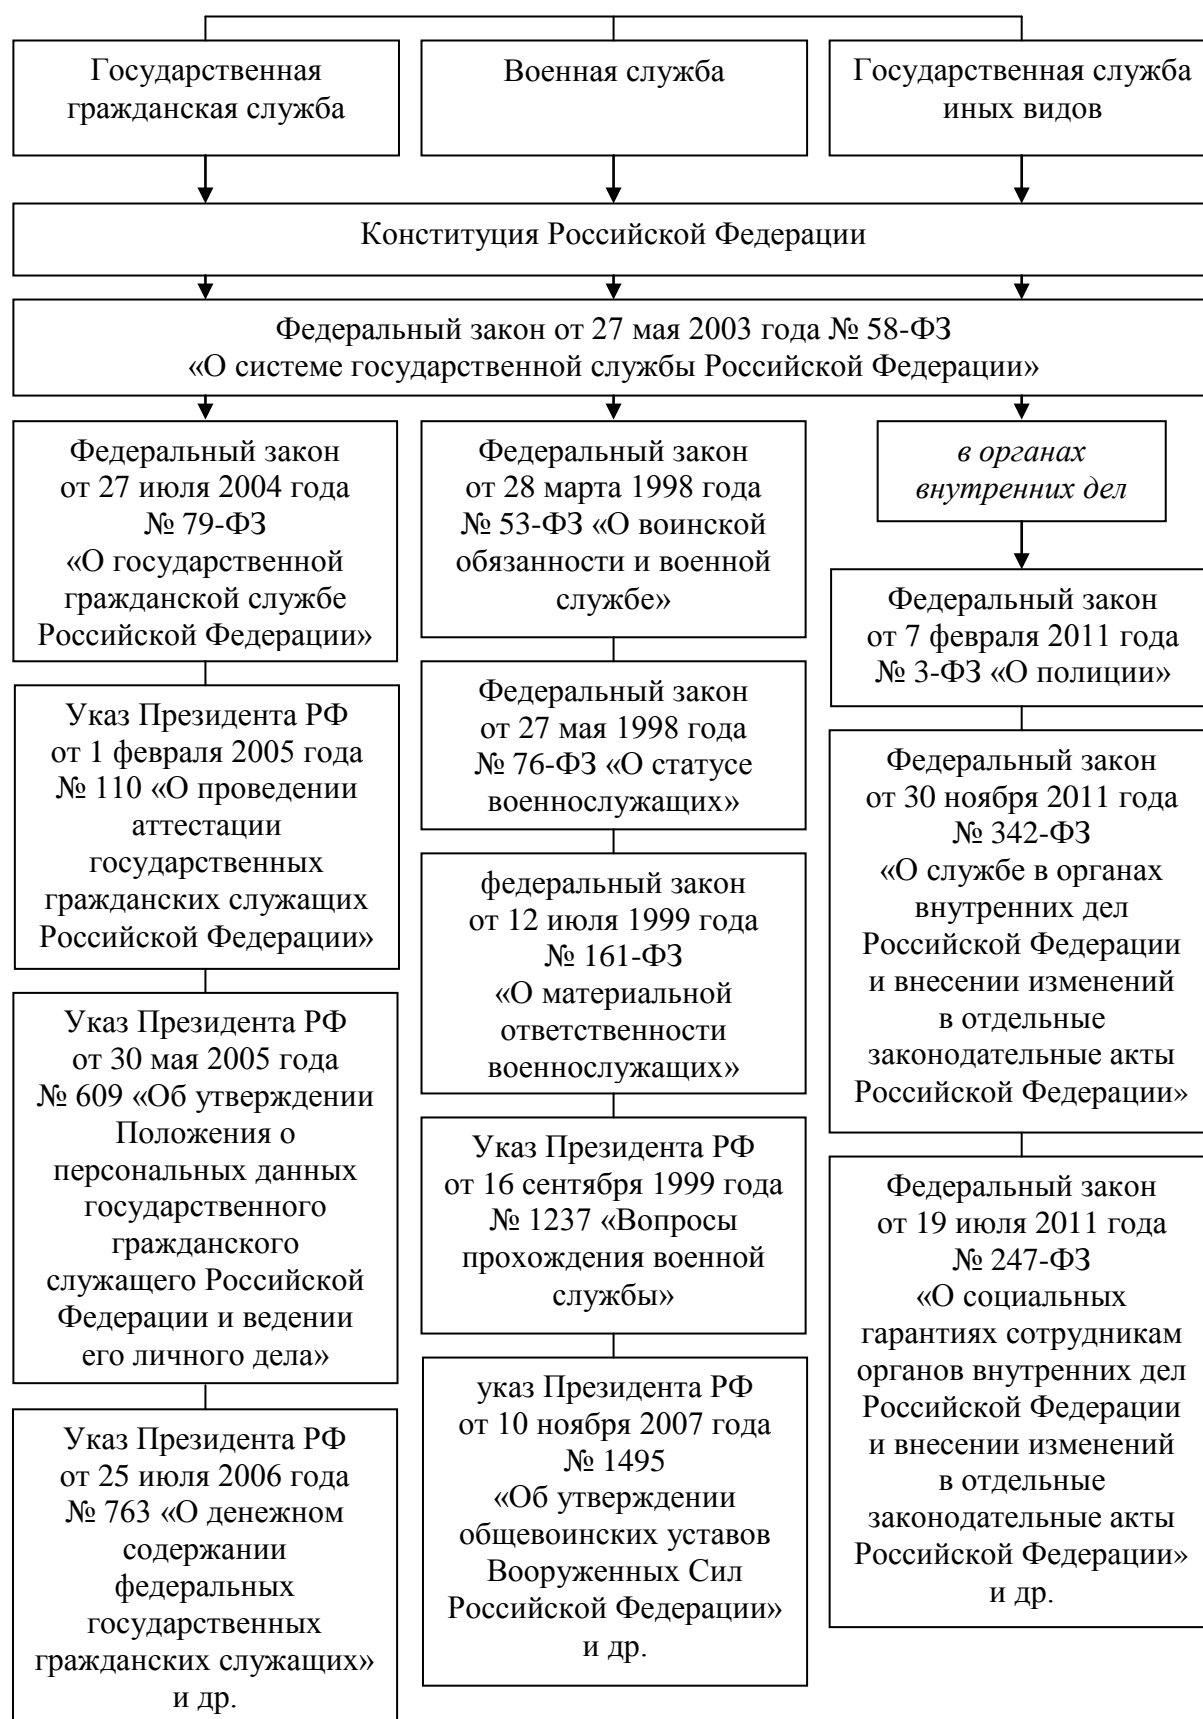 Государственная
гражданская служба
Военная служба
Государственная служба
иных видов
Конституция Российской Федерации
Федеральный закон от 27 мая 2003 года № 58-ФЗ
«О системе государственной службы Российской Федерации»
Федеральный закон
от 27 июля 2004 года
№ 79-ФЗ
«О государственной
гражданской службе
Российской Федерации»
Указ Президента РФ
от 1 февраля 2005 года
№ 110 «О проведении
аттестации
государственных
гражданских служащих
Российской Федерации»
Указ Президента РФ
от 30 мая 2005 года
№ 609 «Об утверждении
Положения о
персональных данных
государственного
гражданского
служащего Российской
Федерации и ведении
его личного дела»
Указ Президента РФ
от 25 июля 2006 года
№ 763 «О денежном
содержании
федеральных
государственных
гражданских служащих»
и др.
Федеральный закон
от 28 марта 1998 года
№ 53-ФЗ «О воинской
обязанности и военной
службе»
Федеральный закон
от 27 мая 1998 года
№ 76-ФЗ «О статусе
военнослужащих»
федеральный закон
от 12 июля 1999 года
№ 161-ФЗ
«О материальной
ответственности
военнослужащих»
Указ Президента РФ
от 16 сентября 1999 года
№ 1237 «Вопросы
прохождения военной
службы»
указ Президента РФ
от 10 ноября 2007 года
№ 1495
«Об утверждении
общевоинских уставов
Вооруженных Сил
Российской Федерации»
и др.
в органах
внутренних дел
Федеральный закон
от 7 февраля 2011 года
№ 3-ФЗ «О полиции»
Федеральный закон
от 30 ноября 2011 года
№ 342-ФЗ
«О службе в органах
внутренних дел
Российской Федерации
и внесении изменений
в отдельные
законодательные акты
Российской Федерации»
Федеральный закон
от 19 июля 2011 года
№ 247-ФЗ
«О социальных
гарантиях сотрудникам
органов внутренних дел
Российской Федерации
и внесении изменений
в отдельные
законодательные акты
Российской Федерации»
и др.